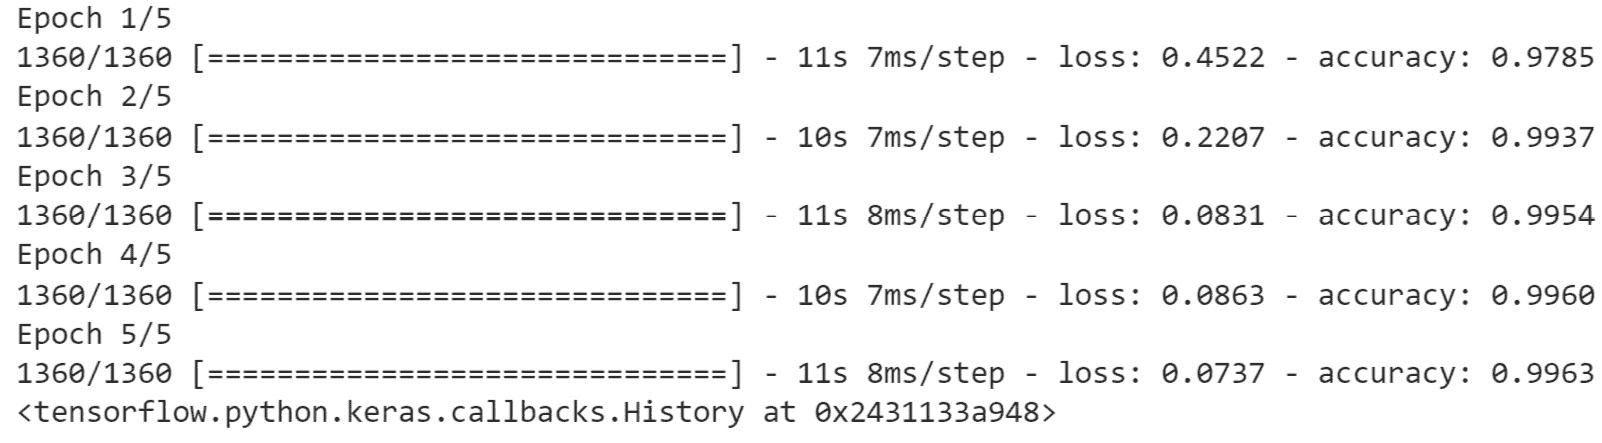 Epoch 1/5
1360/1360 [==============================] - 11s 7ms/step - loss: 0.4522 - accuracy: 0.9785
Epoch 2/5
1360/1360 [==============================] - 10s 7ms/step - loss: 0.2207 - accuracy: 0.9937
Epoch 3/5
1360/1360 [==============================] - 11s 8ms/step - loss: 0.0831 - accuracy: 0.9954
Epoch 4/5
1360/1360 [==============================] - 10s 7ms/step - loss: 0.0863 - accuracy: 0.9960
Epoch 5/5
1360/1360 [==============================] - 11s 8ms/step - loss: 0.0737 - accuracy: 0.9963
<tensorflow.python.keras.callbacks.History at 0x2431133a948>